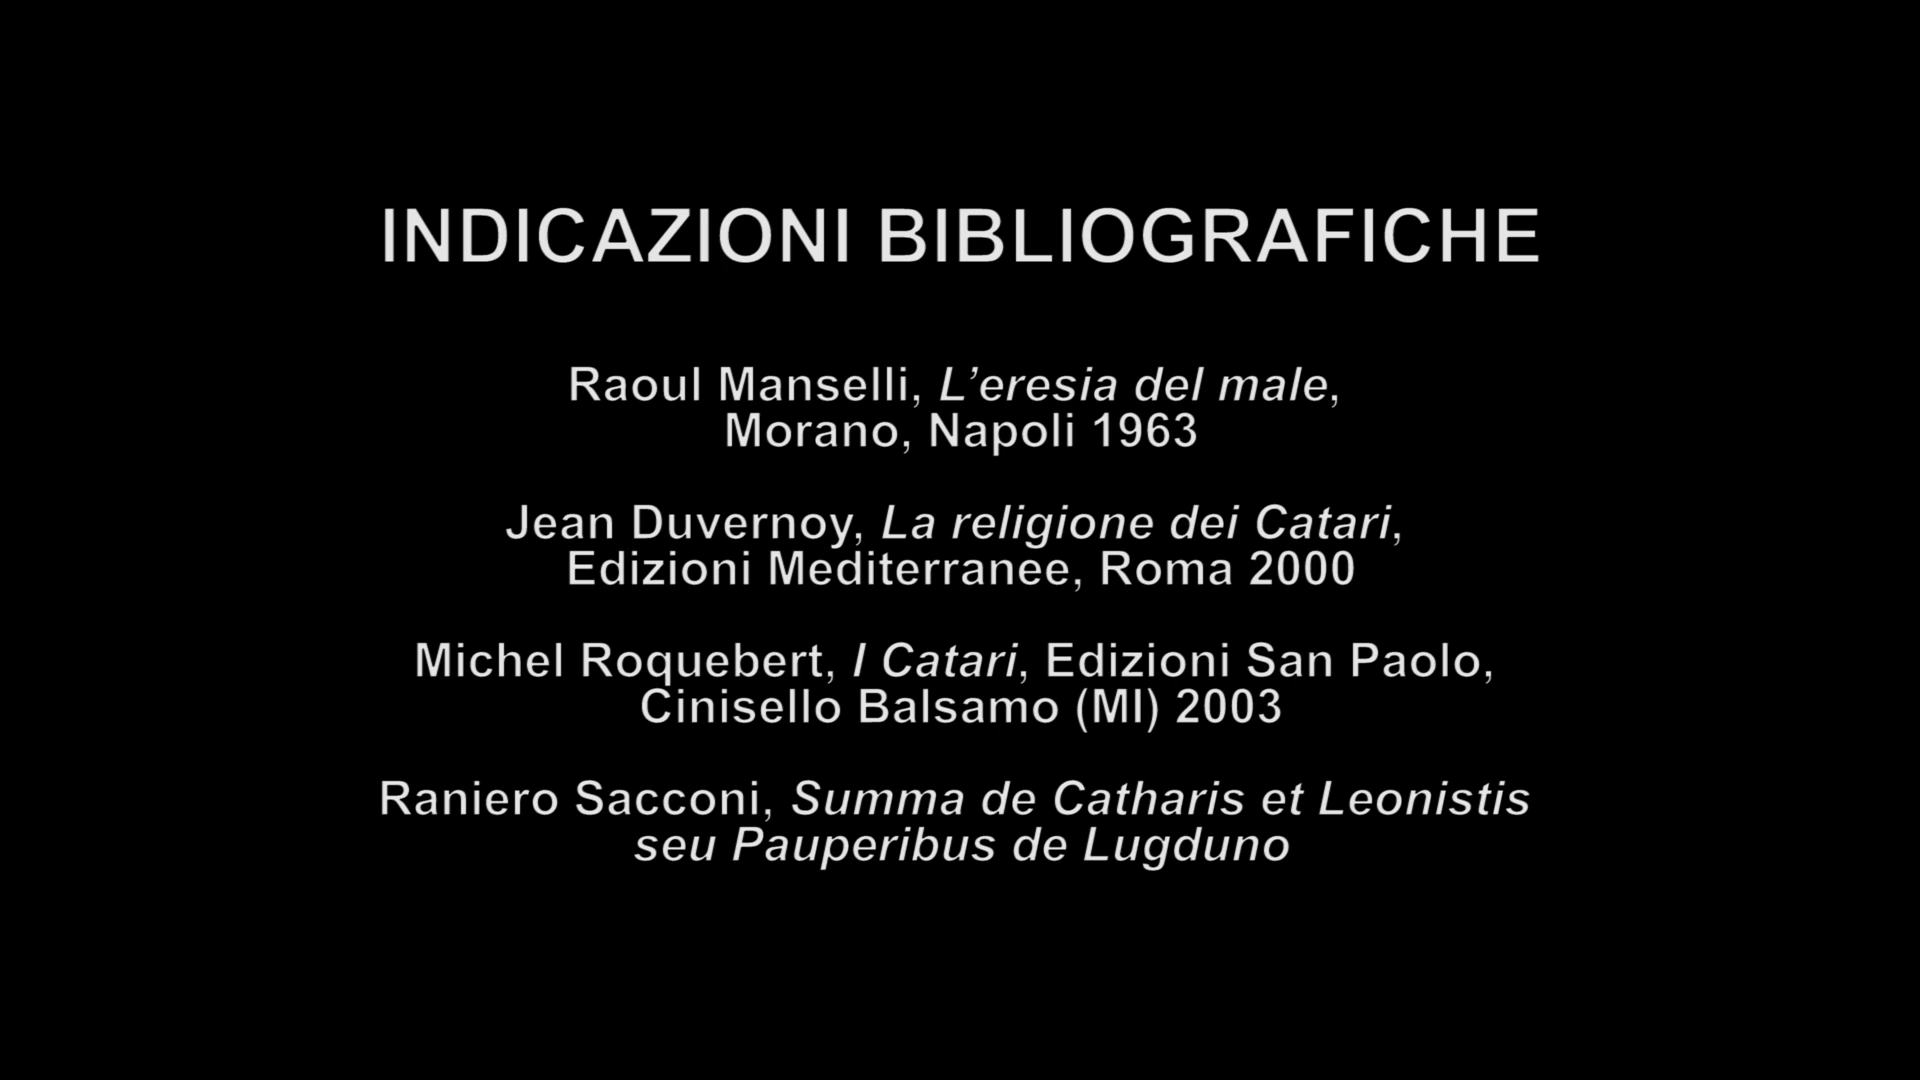 INDICAZIONI BIBLIOGRAFICHE
Raoul Manselli, L’eresia del male,
Morano, Napoli 1963
Jean Duvernoy, La religione dei Catari,
Edizioni Mediterranee, Roma 2000
Michel Roquebert, I Catari, Edizioni San Paolo,
Cinisello Balsamo (MI) 2003
Raniero Sacconi, Summa de Catharis et Leonistis
seu Pauperibus de Lugduno